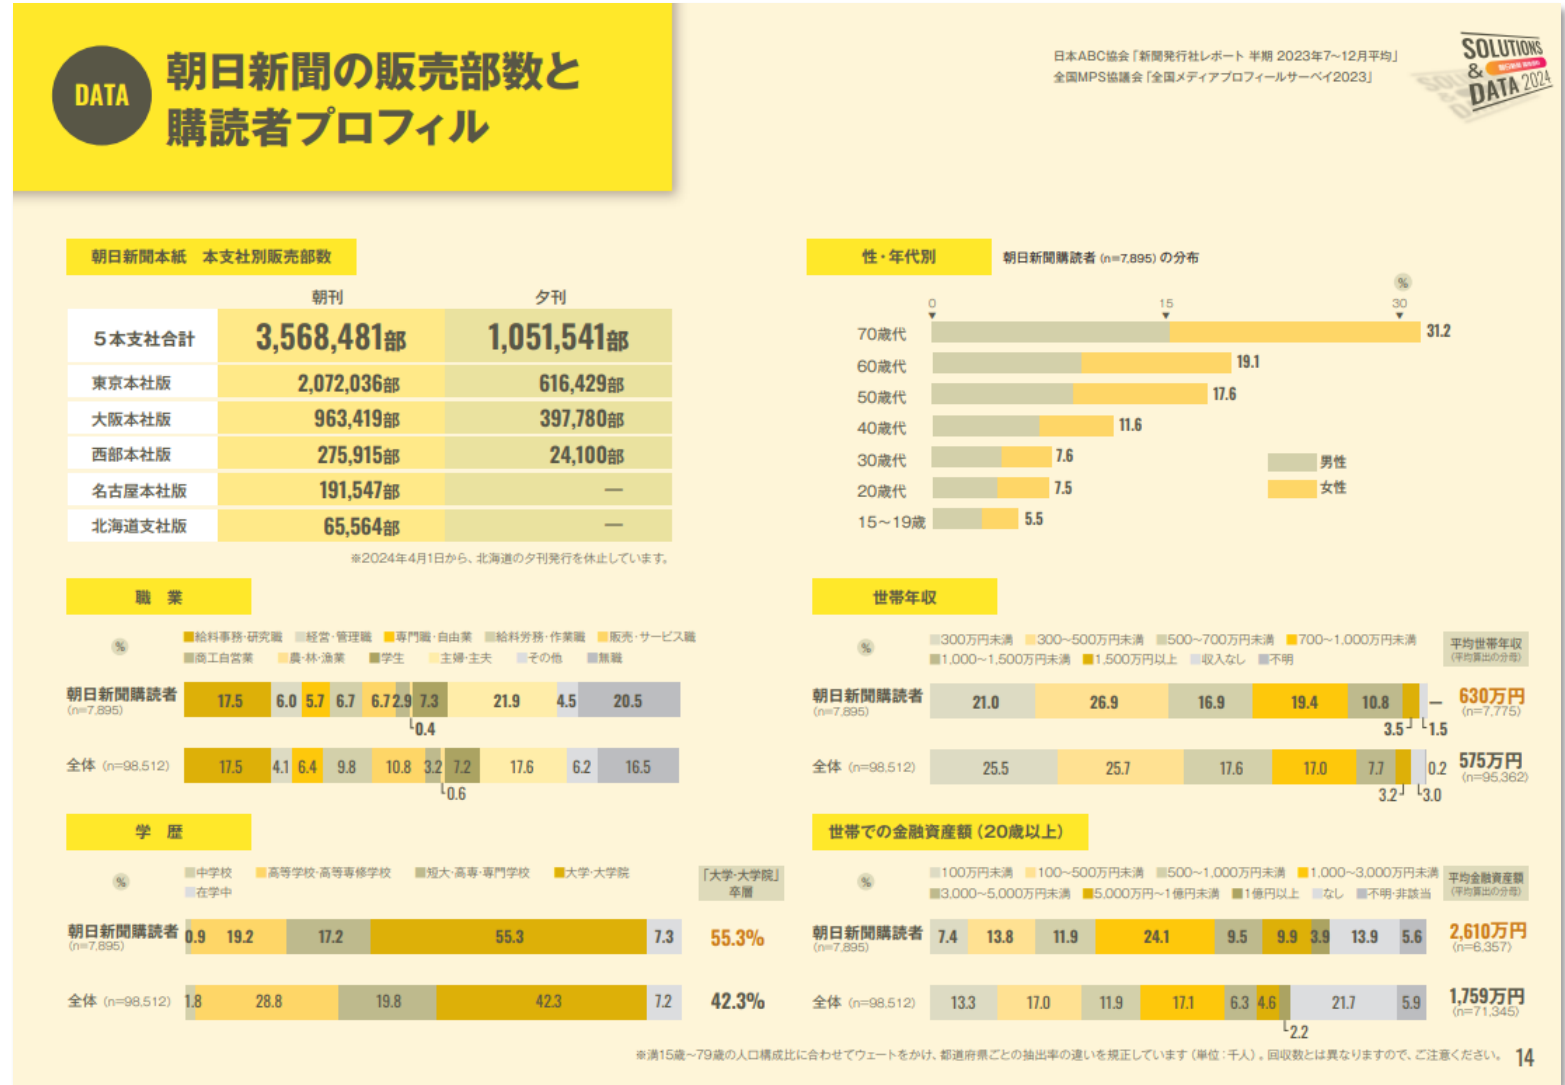 DATA
朝日新聞の販売部数と
購読者プロフィル
日本ABC協会「新聞発行社レポート 半期 2023年7~12月平均」
全国MPS協議会「全国メディアプロフィールサーベイ2023」
SOLUTIONS
&
DATA 2024
朝日新聞本紙 本支社別販売部数
朝刊 夕刊
5本支社合計 3,568,481部 1,051,541部
東京本社版 2,072,036部 616,429部
大阪本社版 963,419部 397,780部
西部本社版 275,915部 24,100部
名古屋本社版 191,547部 —
北海道支社版 65,564部 —
※2024年4月1日から、北海道の夕刊発行を休止しています。
性・年代別 朝日新聞購読者 (n=7,895) の分布
%
0 15 30
70歳代 31.2
60歳代 19.1
50歳代 17.6
40歳代 11.6
30歳代 7.6
20歳代 7.5
15~19歳 5.5
男性
女性
職 業
%
給料事務・研究職 経営・管理職 専門職・自由業 給料労務・作業職 販売・サービス職
商工自営業 農・林・漁業 学生 主婦・主夫 その他 無職
朝日新聞購読者 17.5 6.0 5.7 6.7 6.7 2.9 7.3 21.9 4.5 20.5
(n=7,895)
0.4
全体 (n=98,512) 17.5 4.1 6.4 9.8 10.8 3.2 7.2 17.6 6.2 16.5
0.6
世帯年収
%
300万円未満 300~500万円未満 500~700万円未満 700~1,000万円未満
1,000~1,500万円未満 1,500万円以上 収入なし 不明
平均世帯年収
(平均算出の分母)
朝日新聞購読者 21.0 26.9 16.9 19.4 10.8 — 630万円
(n=7,895) (n=7,775)
3.5 1.5
全体 (n=98,512) 25.5 25.7 17.6 17.0 7.7 0.2 575万円
(n=95,362)
3.2 3.0
学 歴
%
中学校 高等学校・高等専修学校 短大・高専・専門学校 大学・大学院
在学中
「大学・大学院」
卒層
朝日新聞購読者 0.9 19.2 17.2 55.3 7.3 55.3%
(n=7,895)
全体 (n=98,512) 1.8 28.8 19.8 42.3 7.2 42.3%
世帯での金融資産額(20歳以上)
%
100万円未満 100~500万円未満 500~1,000万円未満 1,000~3,000万円未満
3,000~5,000万円未満 5,000万円~1億円未満 1億円以上 なし 不明・非該当
平均金融資産額
(平均算出の分母)
朝日新聞購読者 7.4 13.8 11.9 24.1 9.5 9.9 3.9 13.9 5.6 2,610万円
(n=7,895) (n=6,357)
全体 (n=98,512) 13.3 17.0 11.9 17.1 6.3 4.6 21.7 5.9 1,759万円
(n=71,345)
2.2
※満15歳~79歳の人口構成比に合わせてウェートをかけ、都道府県ごとの抽出率の違いを規正しています(単位:千人)。回収数とは異なりますので、ご注意ください。
14